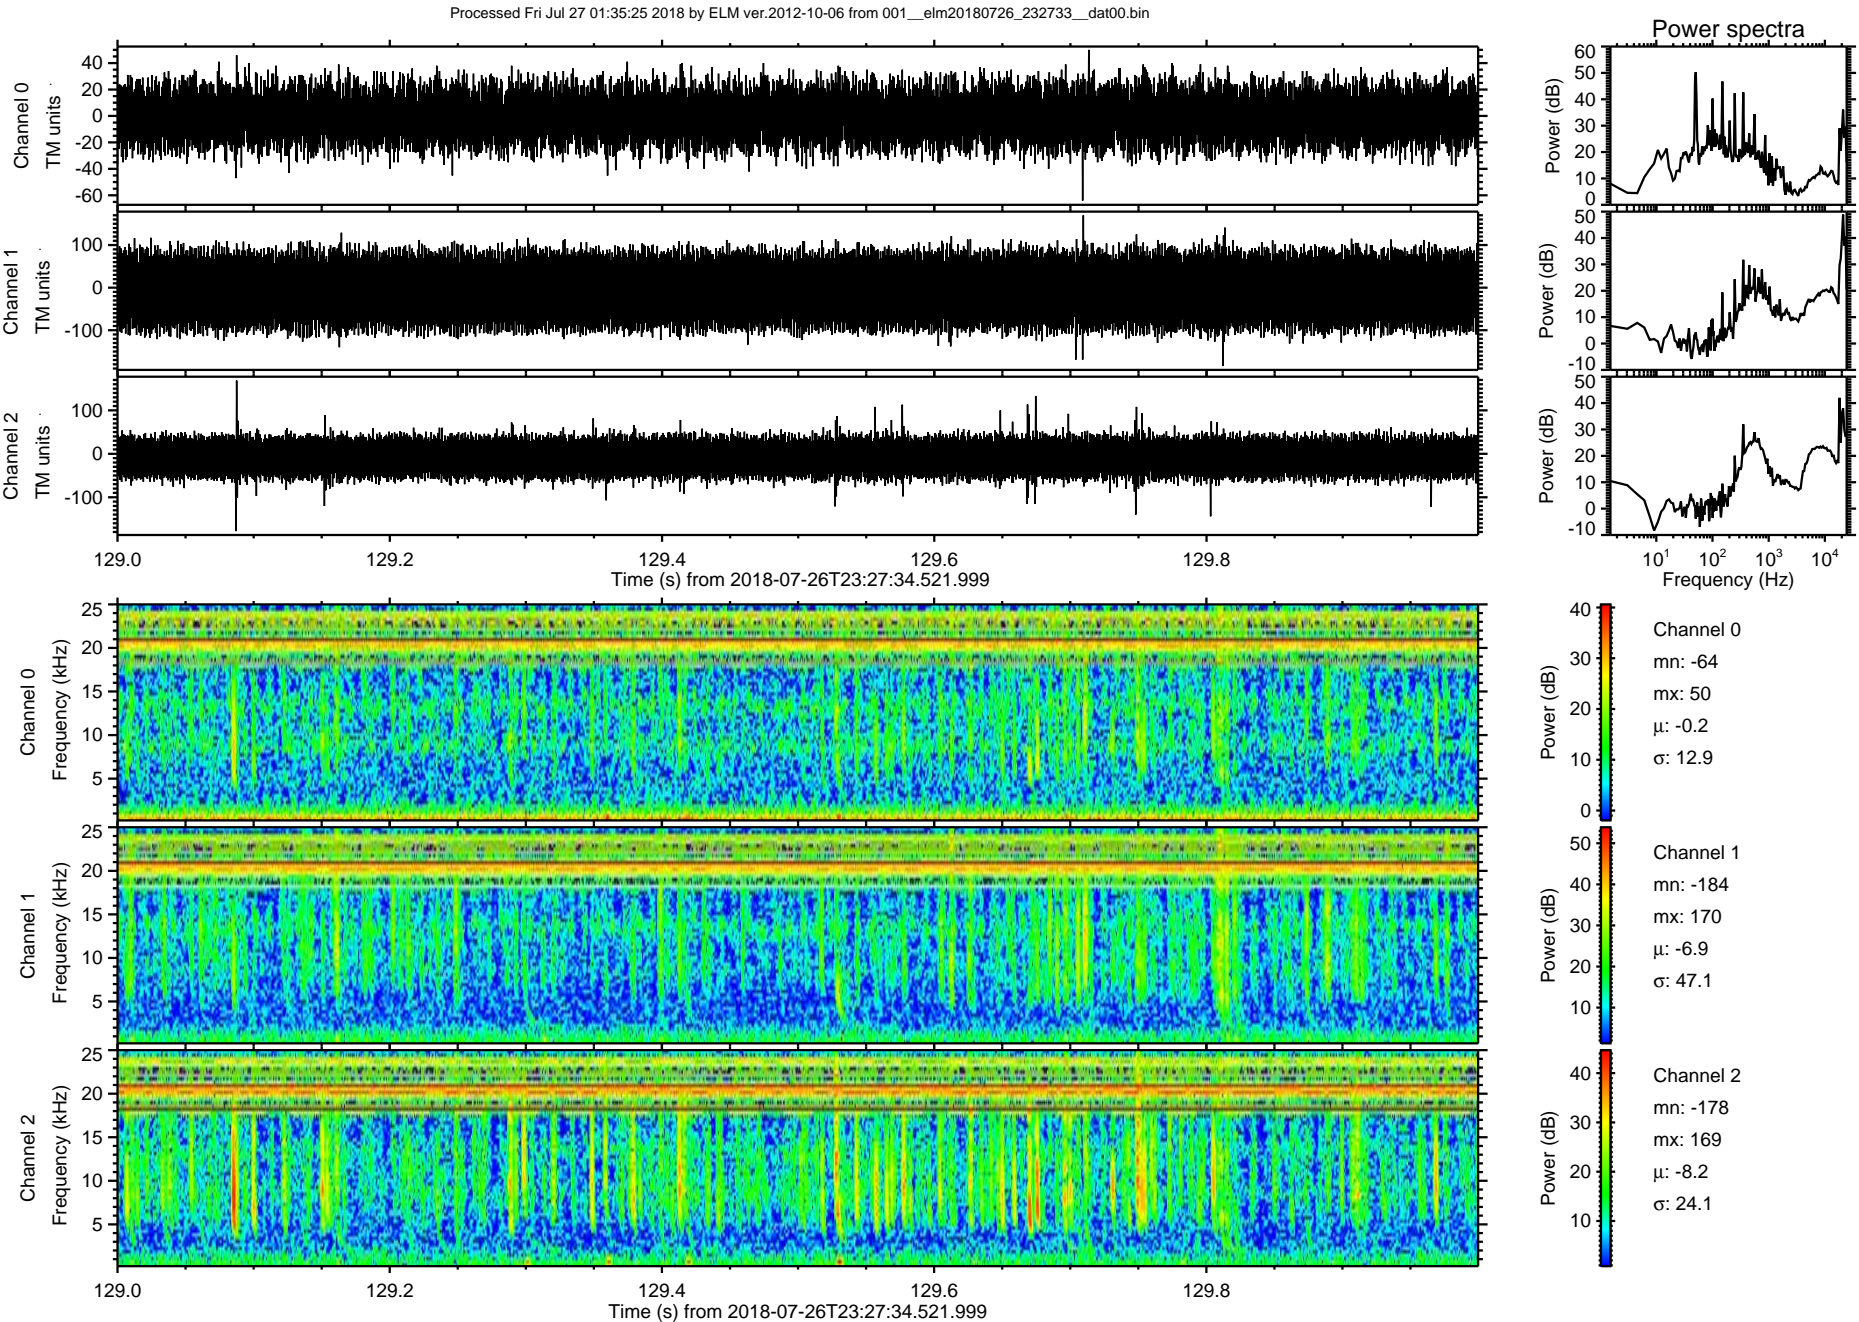 Processed Fri Jul 27 01:35:25 2018 by ELM ver.2012-10-06 from 001__elm20180726_232733__dat00.bin
Power spectra
Channel 0
TM units
40
20
0
-20
-40
-60
Power (dB)
60
50
40
30
20
10
0
Channel 1
TM units
100
0
-100
Power (dB)
50
40
30
20
10
0
-10
Channel 2
TM units
100
0
-100
Power (dB)
50
40
30
20
10
0
-10
129.0 129.2 129.4 129.6 129.8
Time (s) from 2018-07-26T23:27:34.521.999
10¹ 10² 10³ 10⁴
Frequency (Hz)
Channel 0
Frequency (kHz)
25
20
15
10
5
Power (dB)
40
30
20
10
0
Channel 0
mn: -64
mx: 50
μ: -0.2
σ: 12.9
Channel 1
Frequency (kHz)
25
20
15
10
5
Power (dB)
50
40
30
20
10
Channel 1
mn: -184
mx: 170
μ: -6.9
σ: 47.1
Channel 2
Frequency (kHz)
25
20
15
10
5
Power (dB)
40
30
20
10
Channel 2
mn: -178
mx: 169
μ: -8.2
σ: 24.1
129.0 129.2 129.4 129.6 129.8
Time (s) from 2018-07-26T23:27:34.521.999